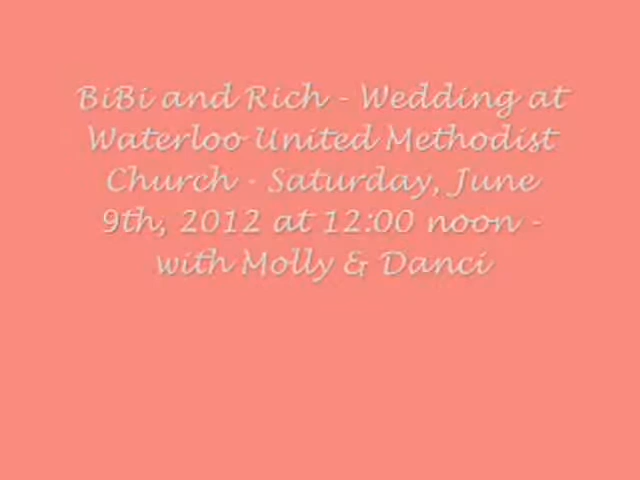 BiBi and Rich - Wedding at
Waterloo United Methodist
Church - Saturday, June
9th, 2012 at 12:00 noon -
with Molly & Danci